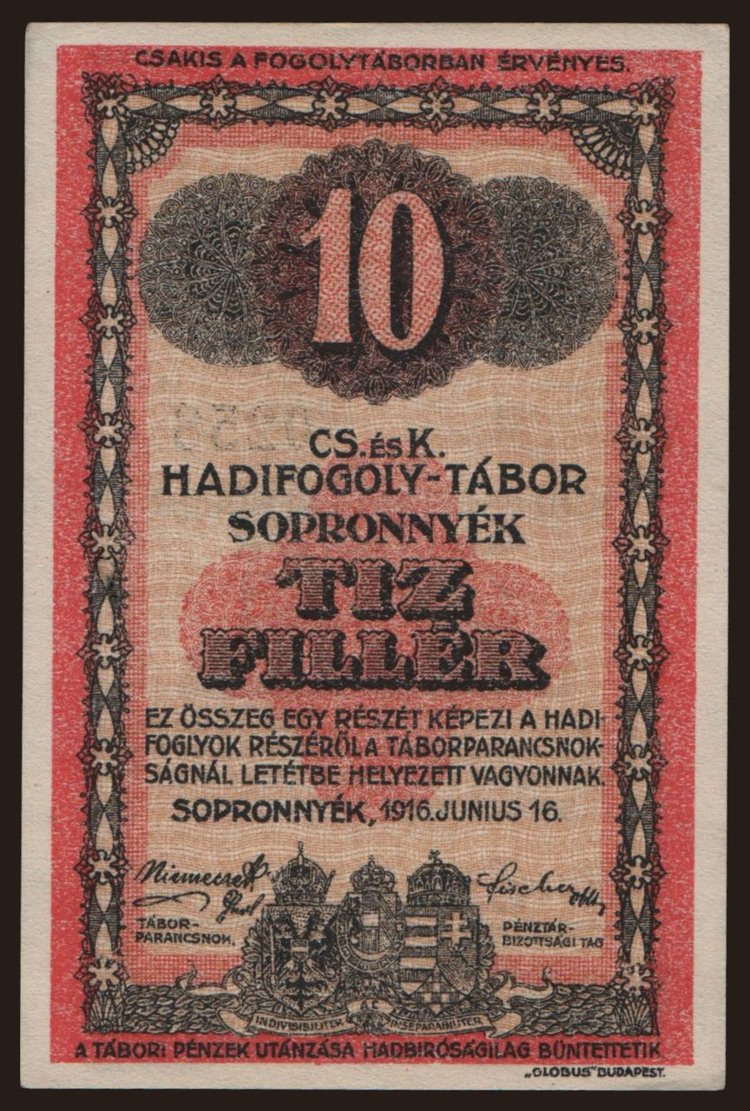 CSAKIS A FOGOLYTÁBORBAN ÉRVÉNYES.
10
CS. ÉS K.
HADIFOGOLY-TÁBOR
SOPRONNYÉK
TIZ
FILLÉR
EZ ÖSSZEG EGY RÉSZÉT KÉPEZI A HADI-
FOGLYOK RÉSZÉRŐL A TÁBORPARANCSNOK-
SÁGNÁL LETÉTBE HELYEZETT VAGYONNAK.
SOPRONNYÉK, 1916. JUNIUS 16.
TÁBOR-
PARANCSNOK.
PÉNZTÁR-
BIZOTTSÁGI TAG
INDIVISIBILITER AC INSEPARABILITER
A TÁBORI PÉNZEK UTÁNZÁSA HADBIRÓSÁGILAG BÜNTETTETIK
„GLOBUS" BUDAPEST.